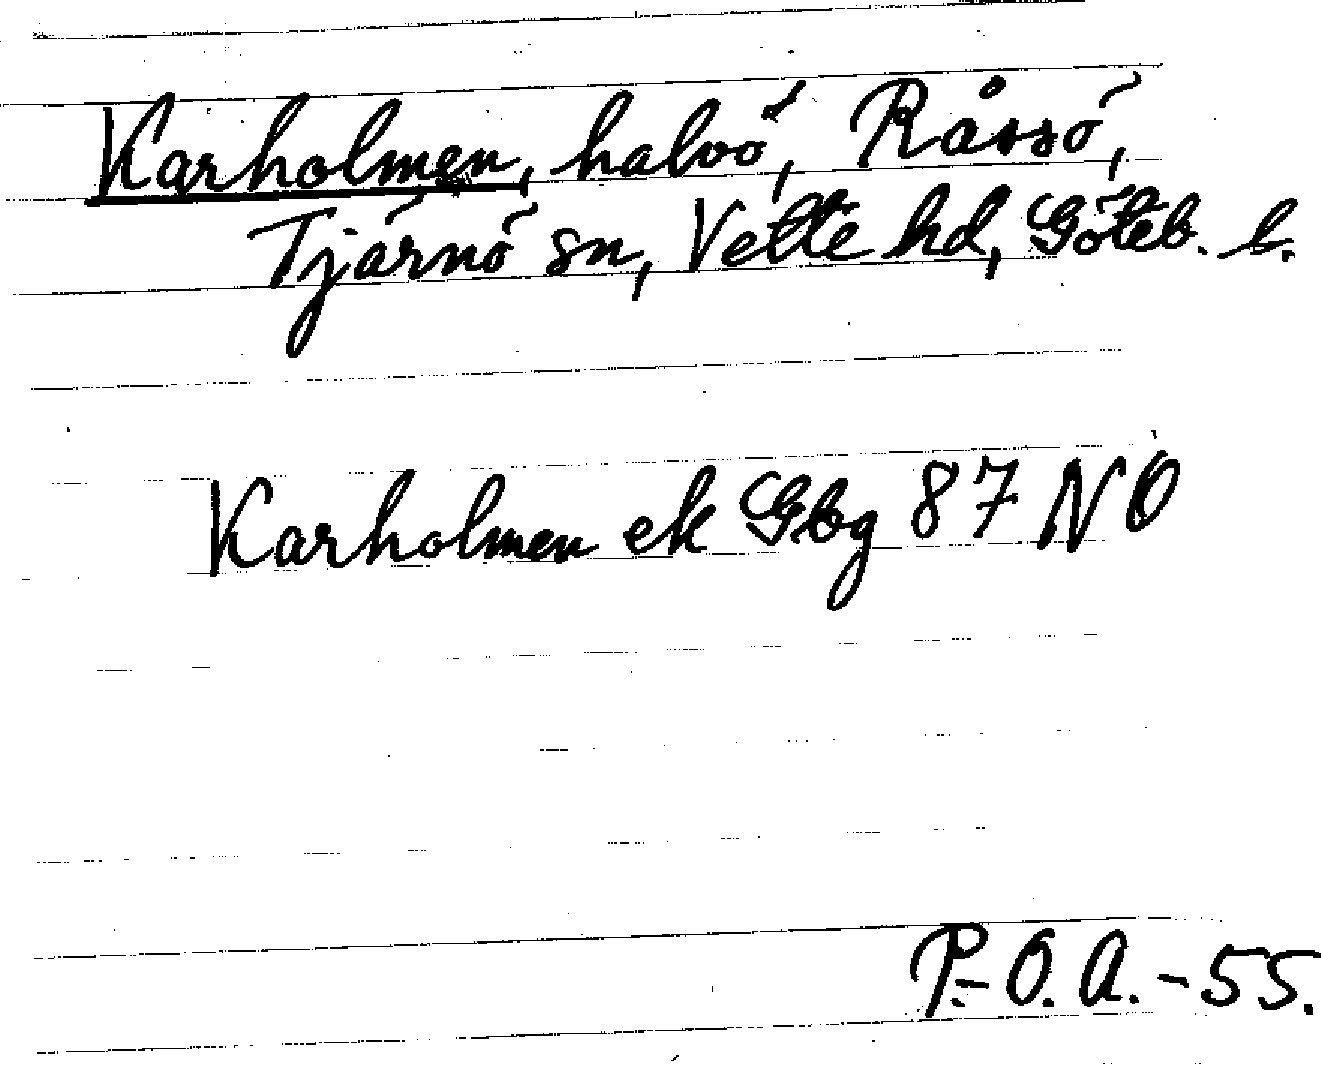 Karholmen, halvö, Råssö,
Tjärnö sn, Vette hd, Göteb. l.
Karholmen ek Gbg 87 NO
P.-O.A.-55.